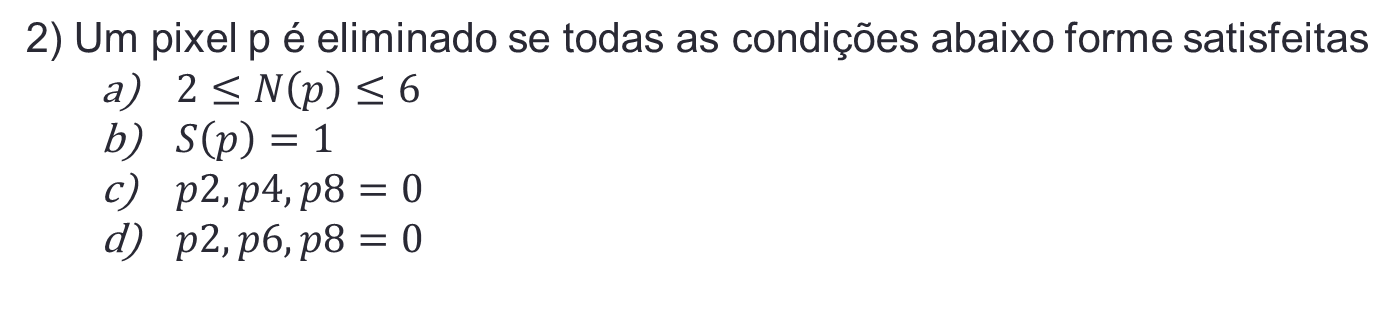 2) Um pixel p é eliminado se todas as condições abaixo forme satisfeitas
a) 2 ≤ N(p) ≤ 6
b) S(p) = 1
c) p2, p4, p8 = 0
d) p2, p6, p8 = 0